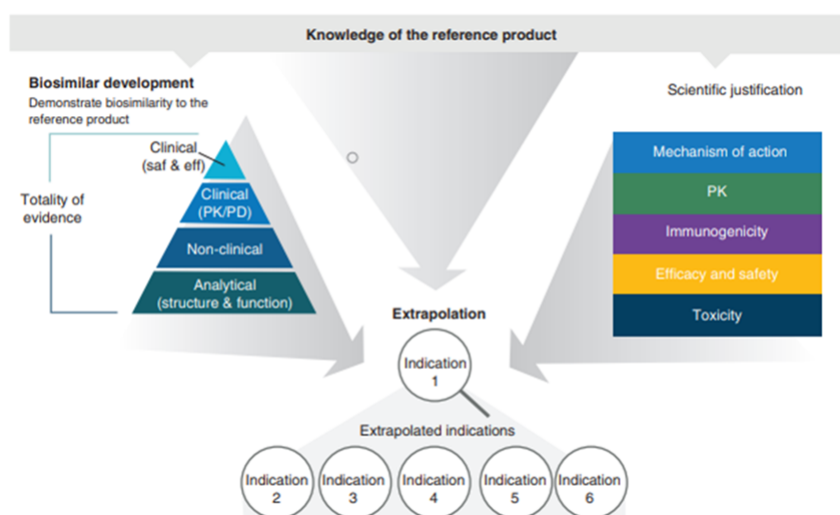 Knowledge of the reference product
Biosimilar development
Demonstrate biosimilarity to the
reference product
Totality of
evidence
Clinical
(saf & eff)
Clinical
(PK/PD)
Non-clinical
Analytical
(structure & function)
Scientific justification
Mechanism of action
PK
Immunogenicity
Efficacy and safety
Toxicity
Extrapolation
Indication
1
Extrapolated indications
Indication
2
Indication
3
Indication
4
Indication
5
Indication
6